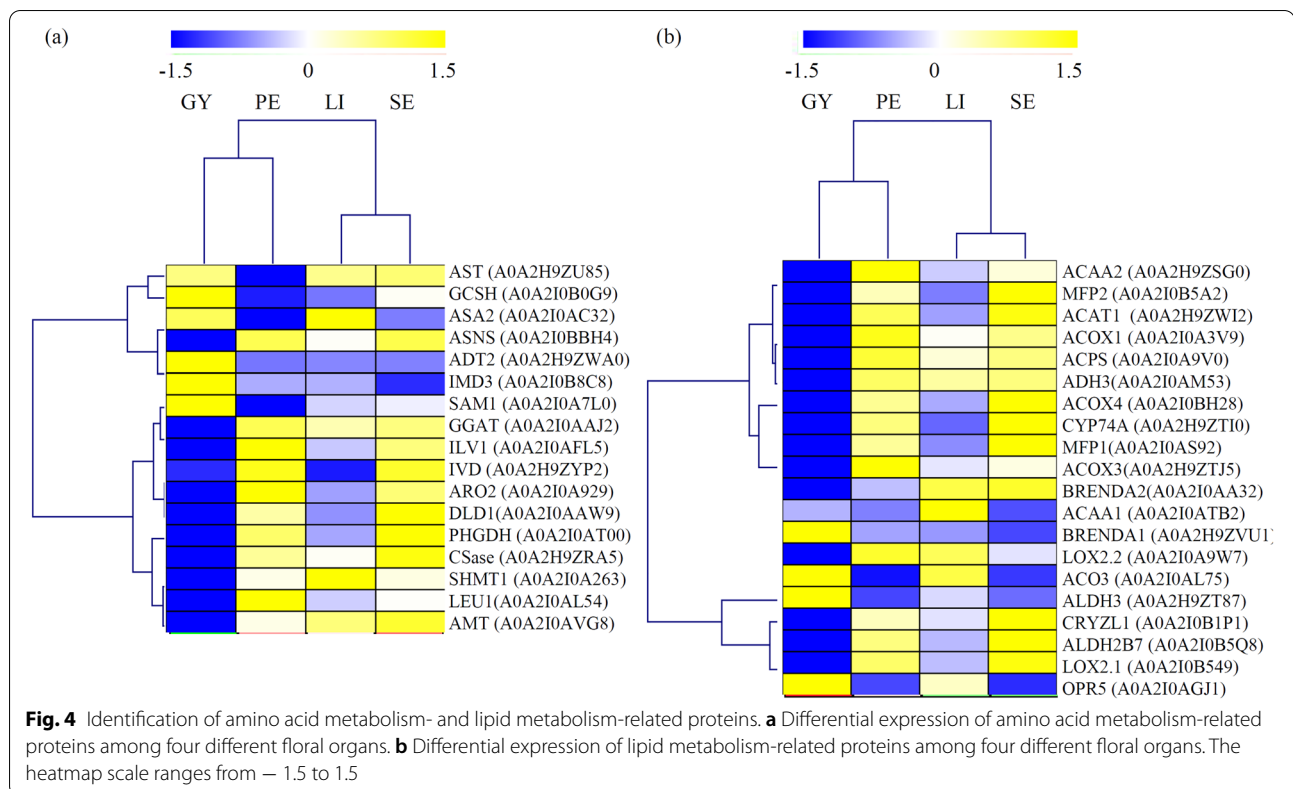 (a)
-1.5 0 1.5
GY PE LI SE
AST (A0A2H9ZU85)
GCSH (A0A2I0B0G9)
ASA2 (A0A2I0AC32)
ASNS (A0A2I0BBH4)
ADT2 (A0A2H9ZWA0)
IMD3 (A0A2I0B8C8)
SAM1 (A0A2I0A7L0)
GGAT (A0A2I0AAJ2)
ILV1 (A0A2I0AFL5)
IVD (A0A2H9ZYP2)
ARO2 (A0A2I0A929)
DLD1(A0A2I0AAW9)
PHGDH (A0A2I0AT00)
CSase (A0A2H9ZRA5)
SHMT1 (A0A2I0A263)
LEU1(A0A2I0AL54)
AMT (A0A2I0AVG8)
(b)
-1.5 0 1.5
GY PE LI SE
ACAA2 (A0A2H9ZSG0)
MFP2 (A0A2I0B5A2)
ACAT1 (A0A2H9ZWI2)
ACOX1 (A0A2I0A3V9)
ACPS (A0A2I0A9V0)
ADH3(A0A2I0AM53)
ACOX4 (A0A2I0BH28)
CYP74A (A0A2H9ZTI0)
MFP1(A0A2I0AS92)
ACOX3(A0A2H9ZTJ5)
BRENDA2(A0A2I0AA32)
ACAA1 (A0A2I0ATB2)
BRENDA1 (A0A2H9ZVU1)
LOX2.2 (A0A2I0A9W7)
ACO3 (A0A2I0AL75)
ALDH3 (A0A2H9ZT87)
CRYZL1 (A0A2I0B1P1)
ALDH2B7 (A0A2I0B5Q8)
LOX2.1 (A0A2I0B549)
OPR5 (A0A2I0AGJ1)
Fig. 4 Identification of amino acid metabolism- and lipid metabolism-related proteins. a Differential expression of amino acid metabolism-related
proteins among four different floral organs. b Differential expression of lipid metabolism-related proteins among four different floral organs. The
heatmap scale ranges from − 1.5 to 1.5